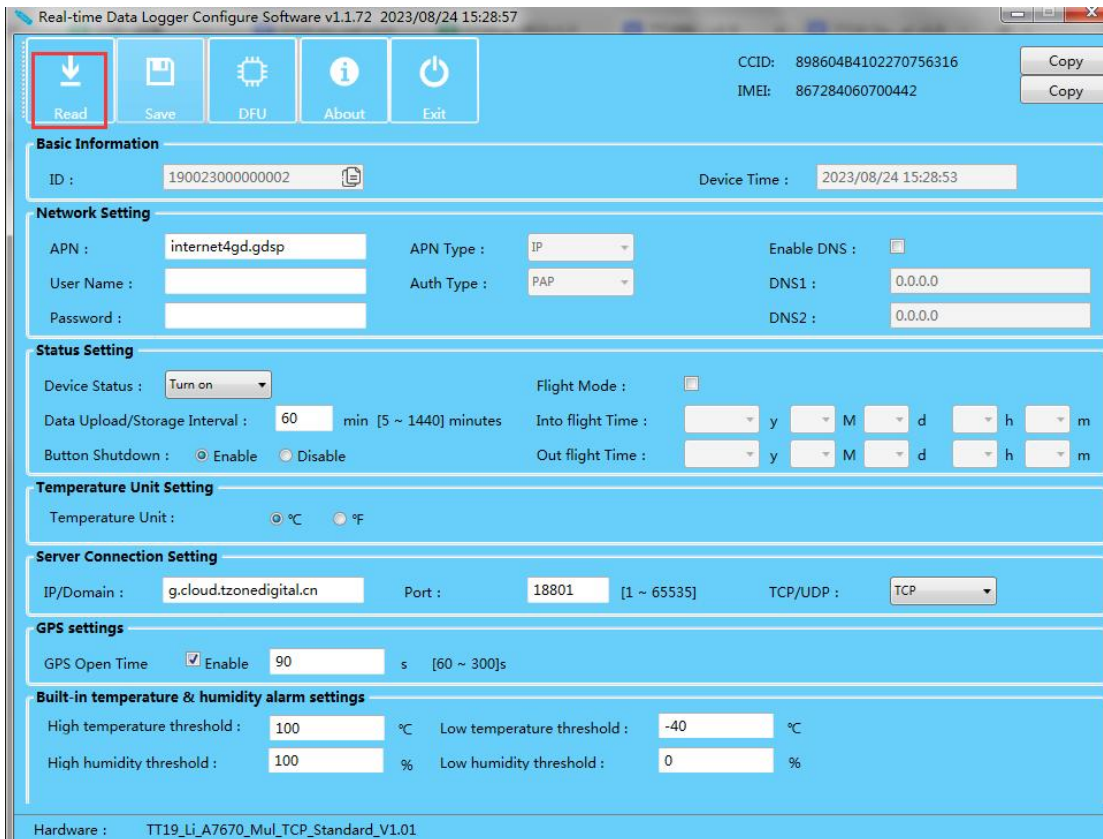 Real-time Data Logger Configure Software v1.1.72  2023/08/24 15:28:57
Read Save DFU About Exit
CCID: 898604B4102270756316 Copy
IMEI: 867284060700442 Copy
Basic Information
ID : 190023000000002 Device Time : 2023/08/24 15:28:53
Network Setting
APN : internet4gd.gdsp APN Type : IP Enable DNS :
User Name : Auth Type : PAP DNS1 : 0.0.0.0
Password : DNS2 : 0.0.0.0
Status Setting
Device Status : Turn on Flight Mode :
Data Upload/Storage Interval : 60 min [5 ~ 1440] minutes Into flight Time : y M d h m
Button Shutdown : Enable Disable Out flight Time : y M d h m
Temperature Unit Setting
Temperature Unit : ℃ ℉
Server Connection Setting
IP/Domain : g.cloud.tzonedigital.cn Port : 18801 [1 ~ 65535] TCP/UDP : TCP
GPS settings
GPS Open Time Enable 90 s [60 ~ 300]s
Built-in temperature & humidity alarm settings
High temperature threshold : 100 ℃ Low temperature threshold : -40 ℃
High humidity threshold : 100 % Low humidity threshold : 0 %
Hardware : TT19_Li_A7670_Mul_TCP_Standard_V1.01